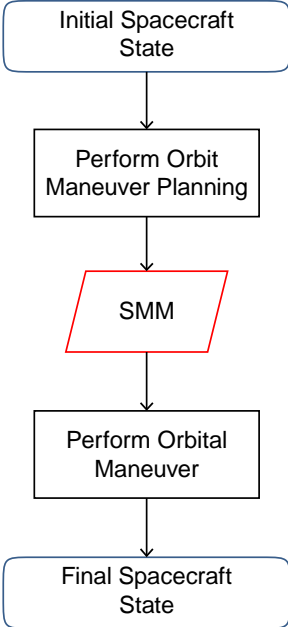 Initial Spacecraft
State
Perform Orbit
Maneuver Planning
SMM
Perform Orbital
Maneuver
Final Spacecraft
State